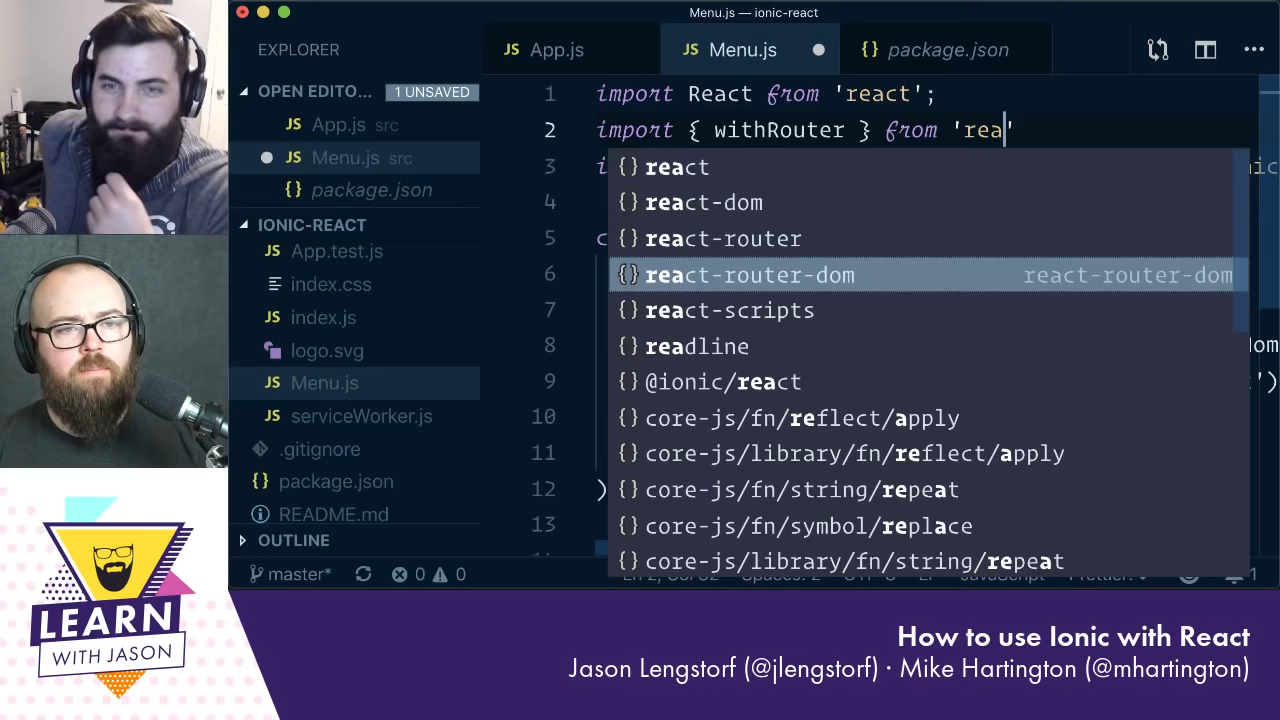 Menu.js — ionic-react
EXPLORER
JS App.js
JS Menu.js
{} package.json
OPEN EDITO... 1 UNSAVED
JS App.js src
JS Menu.js src
{} package.json
IONIC-REACT
JS App.test.js
index.css
JS index.js
logo.svg
JS Menu.js
JS serviceWorker.js
.gitignore
{} package.json
README.md
OUTLINE
master* 0 0
1 import React from 'react';
2 import { withRouter } from 'rea'
3 i
4
5 c
6
7
8
9 ')
10
11
12 )
13
{} react
{} react-dom
{} react-router
{} react-router-dom react-router-dom
{} react-scripts
{} readline
{} @ionic/react
{} core-js/fn/reflect/apply
{} core-js/library/fn/reflect/apply
{} core-js/fn/string/repeat
{} core-js/fn/symbol/replace
{} core-js/library/fn/string/repeat
1
LEARN
WITH JASON
How to use Ionic with React
Jason Lengstorf (@jlengstorf) · Mike Hartington (@mhartington)